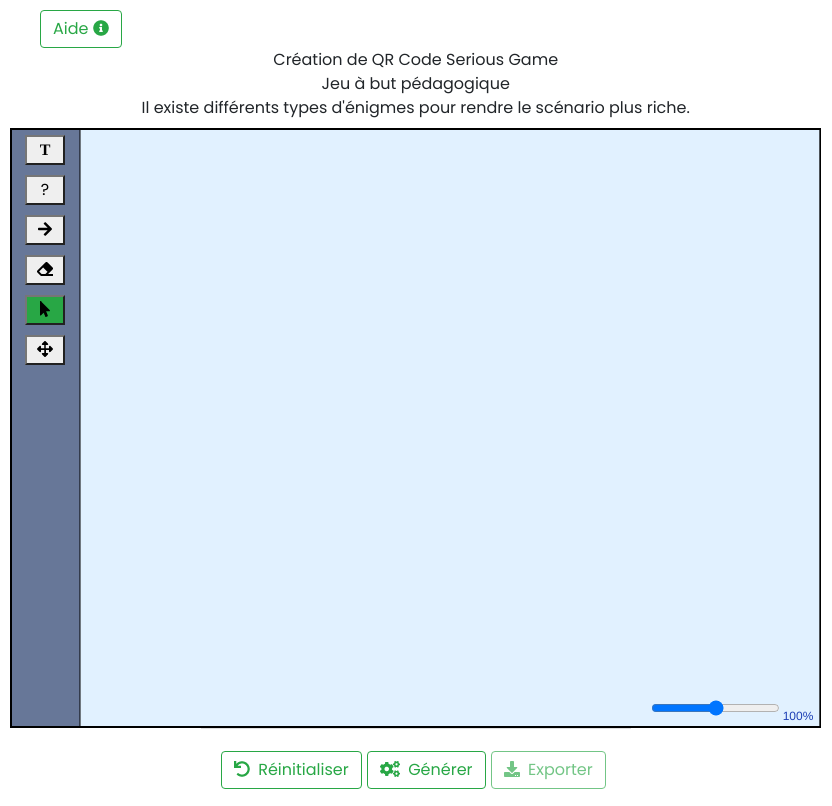 Aide
Création de QR Code Serious Game
Jeu à but pédagogique
Il existe différents types d'énigmes pour rendre le scénario plus riche.
T
?
100%
Réinitialiser
Générer
Exporter